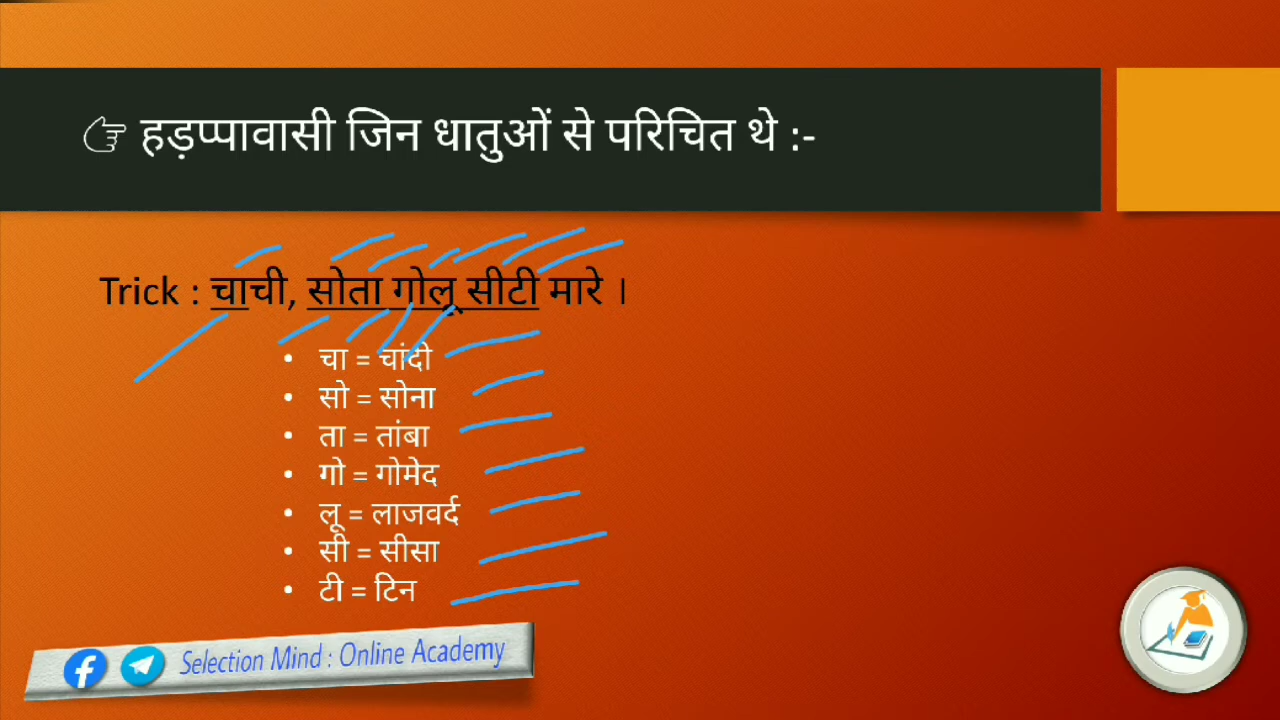 👉 हड़प्पावासी जिन धातुओं से परिचित थे :-
Trick : चाची, सोता गोलू सीटी मारे ।
• चा = चांदी
• सो = सोना
• ता = तांबा
• गो = गोमेद
• लू = लाजवर्द
• सी = सीसा
• टी = टिन
Selection Mind : Online Academy